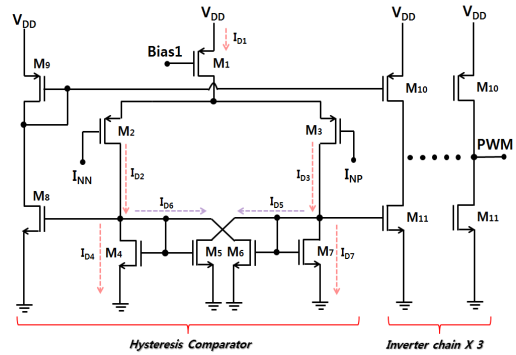 VDD
VDD
VDD
VDD
Bias1
ID1
M9
M1
M10
M10
M2
M3
PWM
INN
ID2
ID3
INP
M8
ID6
ID5
M11
M11
ID4
M4
M5
M6
M7
ID7
Hysteresis Comparator
Inverter chain X 3